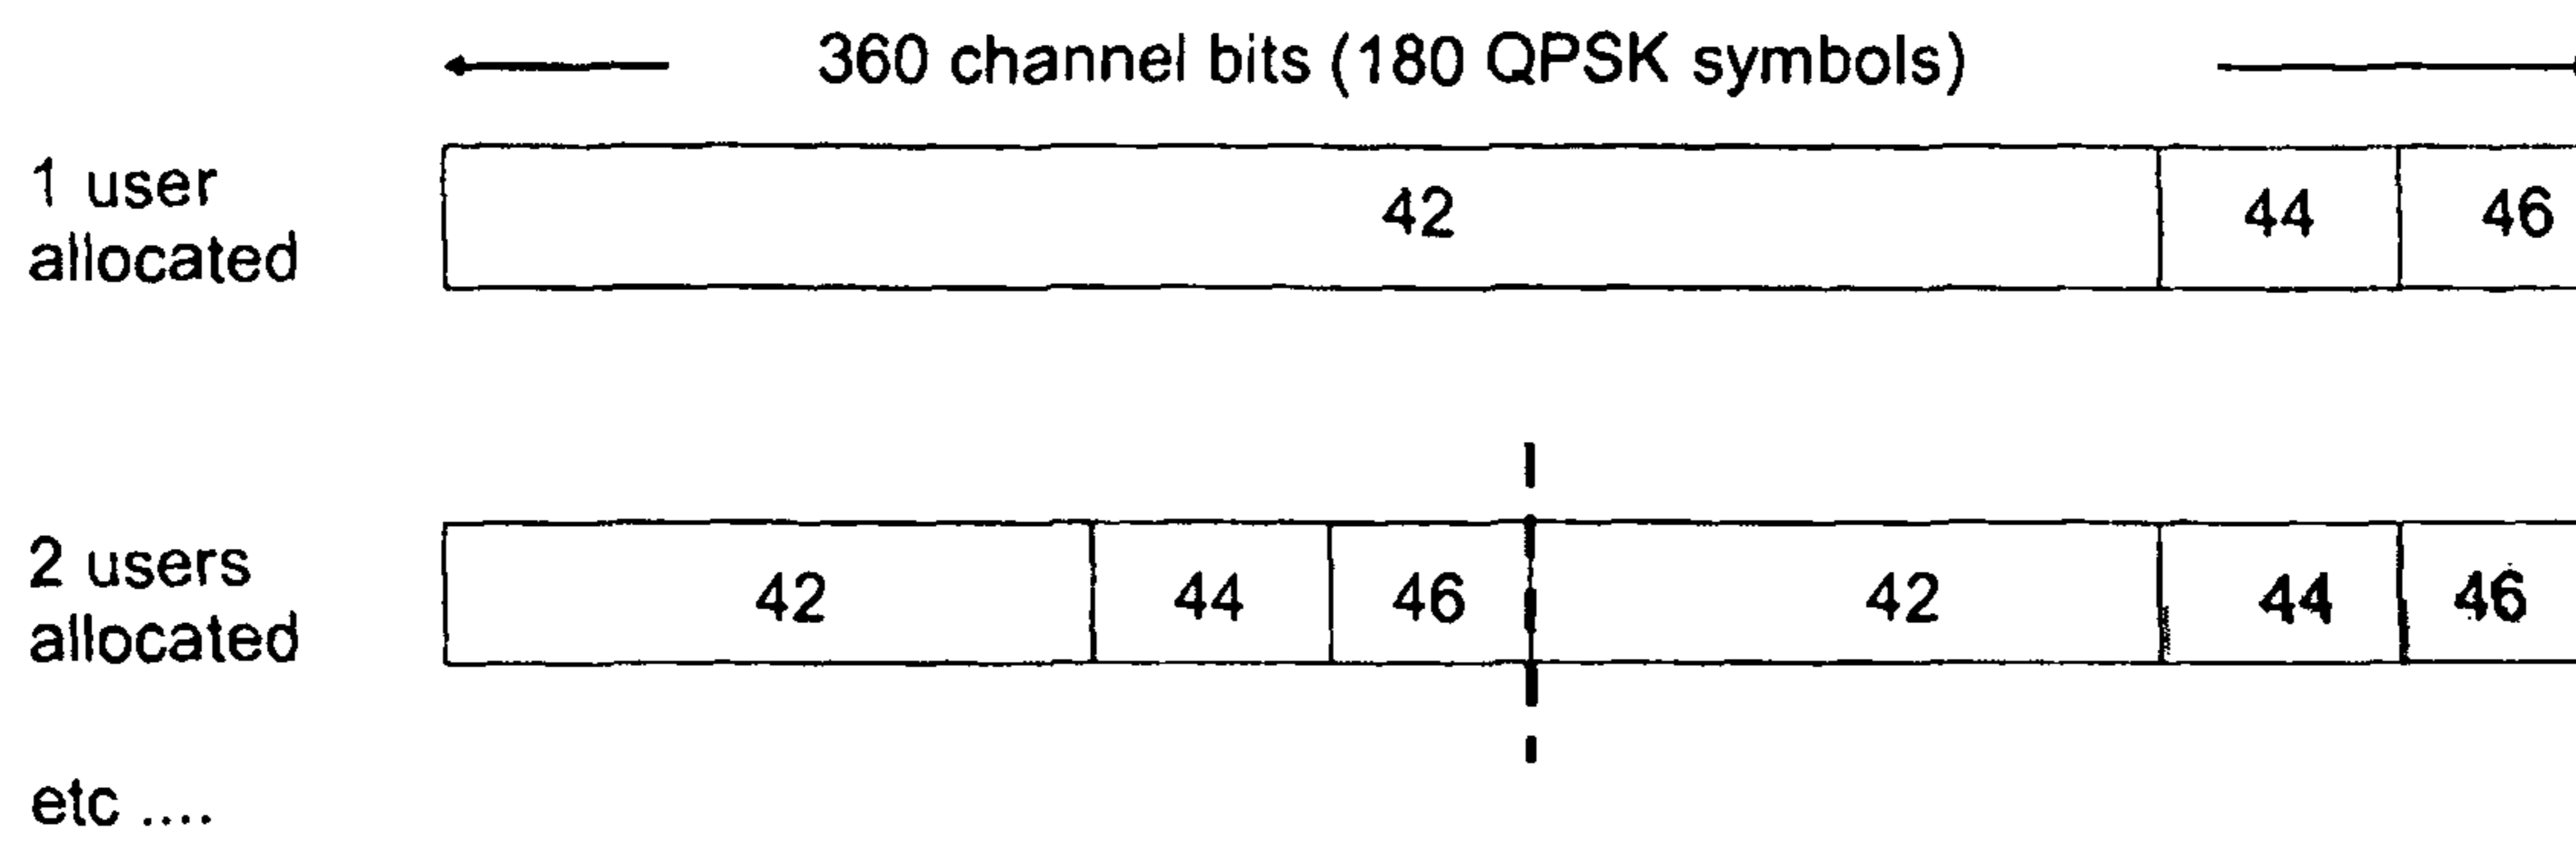 360 channel bits (180 QPSK symbols)
1 user
allocated
42 44 46
2 users
allocated
42 44 46 42 44 46
etc ....